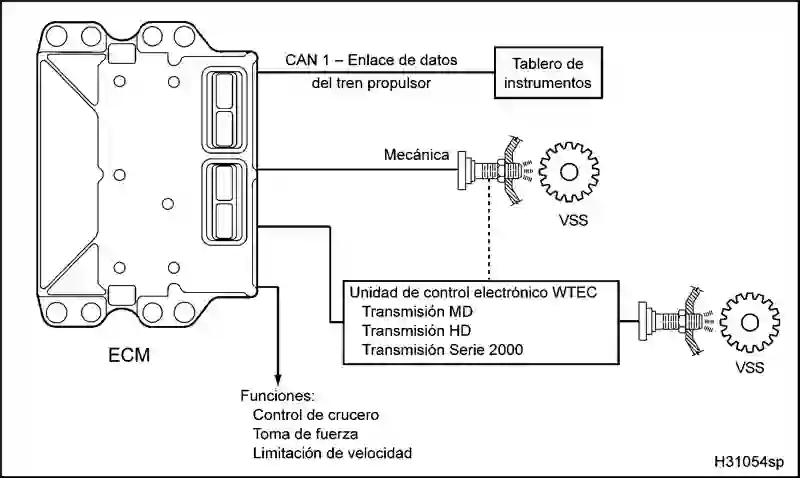 CAN 1 – Enlace de datos
del tren propulsor
Tablero de
instrumentos
Mecánica
VSS
Unidad de control electrónico WTEC
Transmisión MD
Transmisión HD
Transmisión Serie 2000
VSS
ECM
Funciones:
Control de crucero
Toma de fuerza
Limitación de velocidad
H31054sp